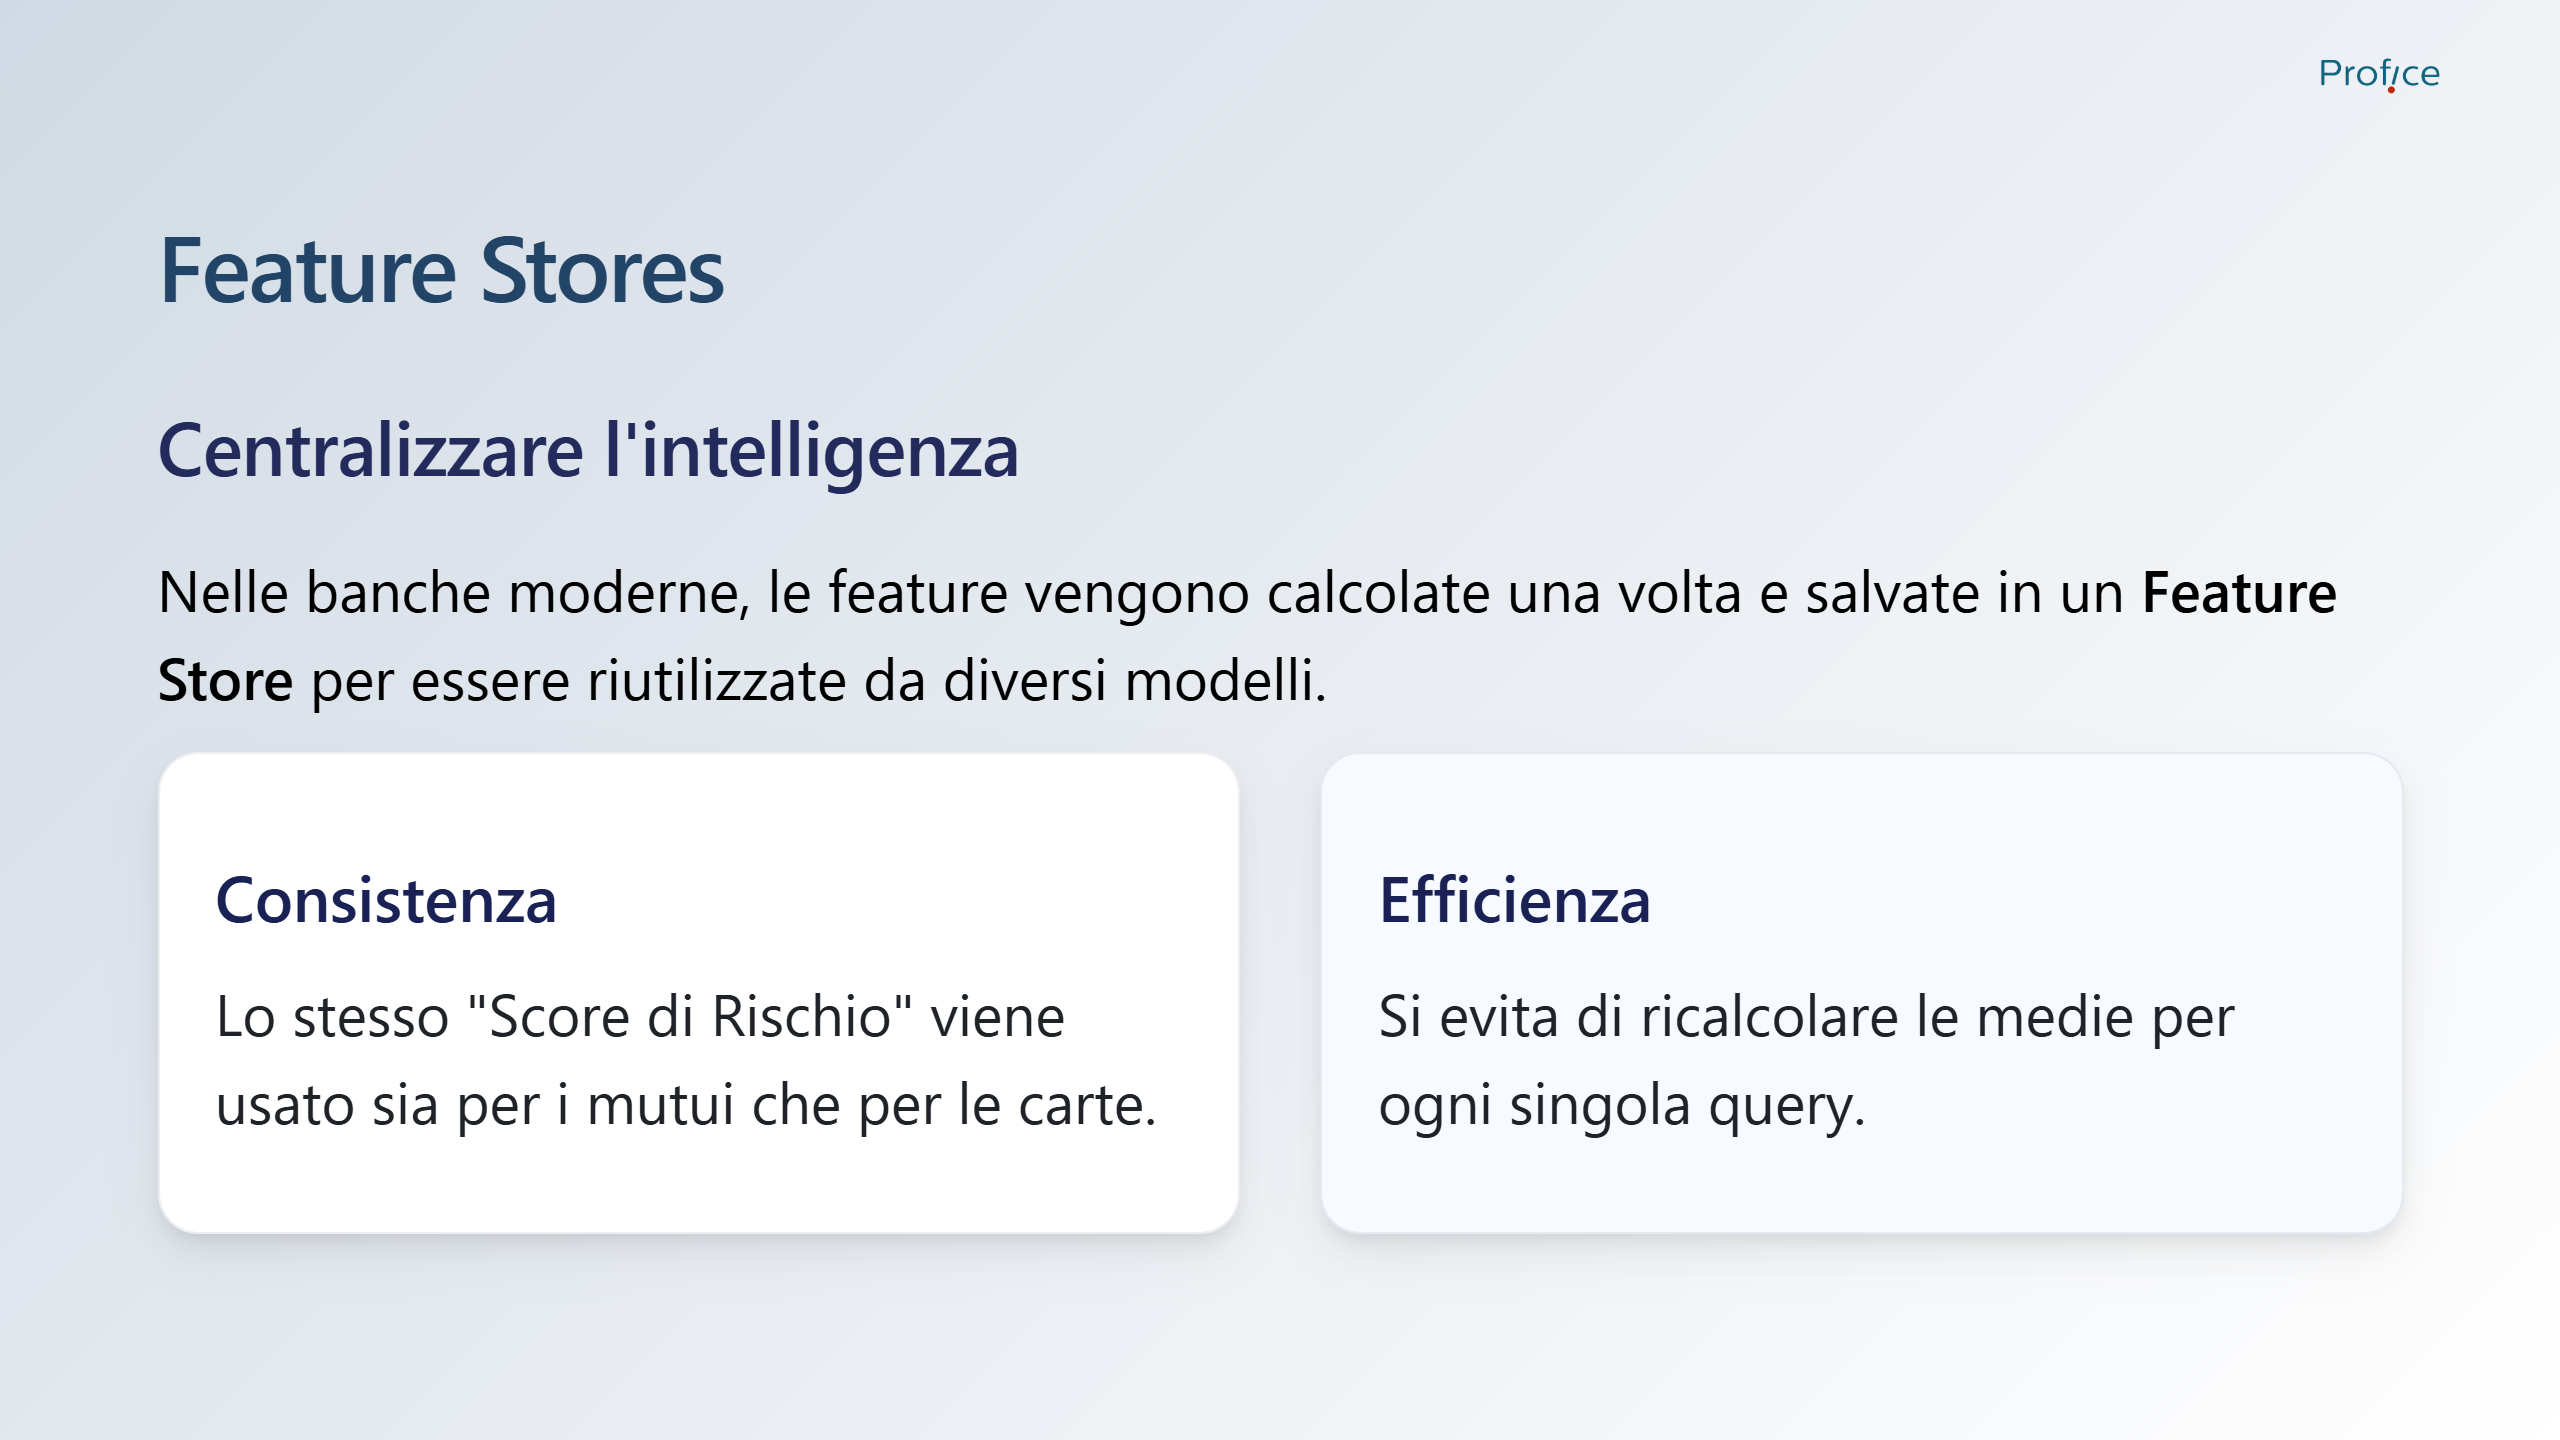 Profice
Feature Stores
Centralizzare l'intelligenza
Nelle banche moderne, le feature vengono calcolate una volta e salvate in un Feature
Store per essere riutilizzate da diversi modelli.
Consistenza
Lo stesso "Score di Rischio" viene
usato sia per i mutui che per le carte.
Efficienza
Si evita di ricalcolare le medie per
ogni singola query.